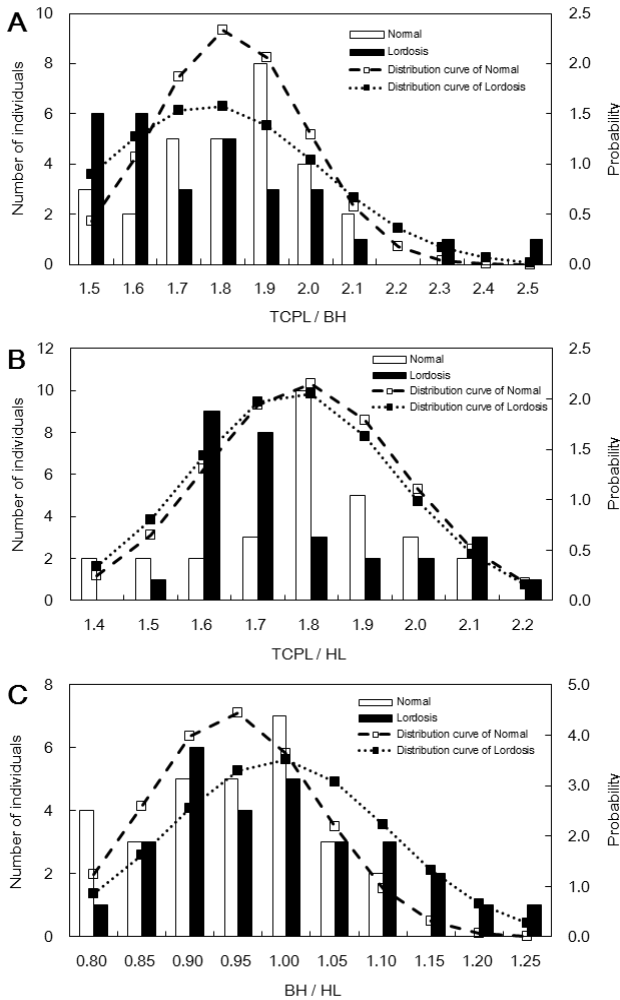 A
Number of individuals
10
8
6
4
2
0
Normal
Lordosis
Distribution curve of Normal
Distribution curve of Lordosis
2.5
2.0
1.5
1.0
0.5
0.0
Probability
1.5 1.6 1.7 1.8 1.9 2.0 2.1 2.2 2.3 2.4 2.5
TCPL / BH
B
Number of individuals
12
10
8
6
4
2
0
Normal
Lordosis
Distribution curve of Normal
Distribution curve of Lordosis
2.5
2.0
1.5
1.0
0.5
0.0
Probability
1.4 1.5 1.6 1.7 1.8 1.9 2.0 2.1 2.2
TCPL / HL
C
Number of individuals
8
6
4
2
0
Normal
Lordosis
Distribution curve of Normal
Distribution curve of Lordosis
5.0
4.0
3.0
2.0
1.0
0.0
Probability
0.80 0.85 0.90 0.95 1.00 1.05 1.10 1.15 1.20 1.25
BH / HL